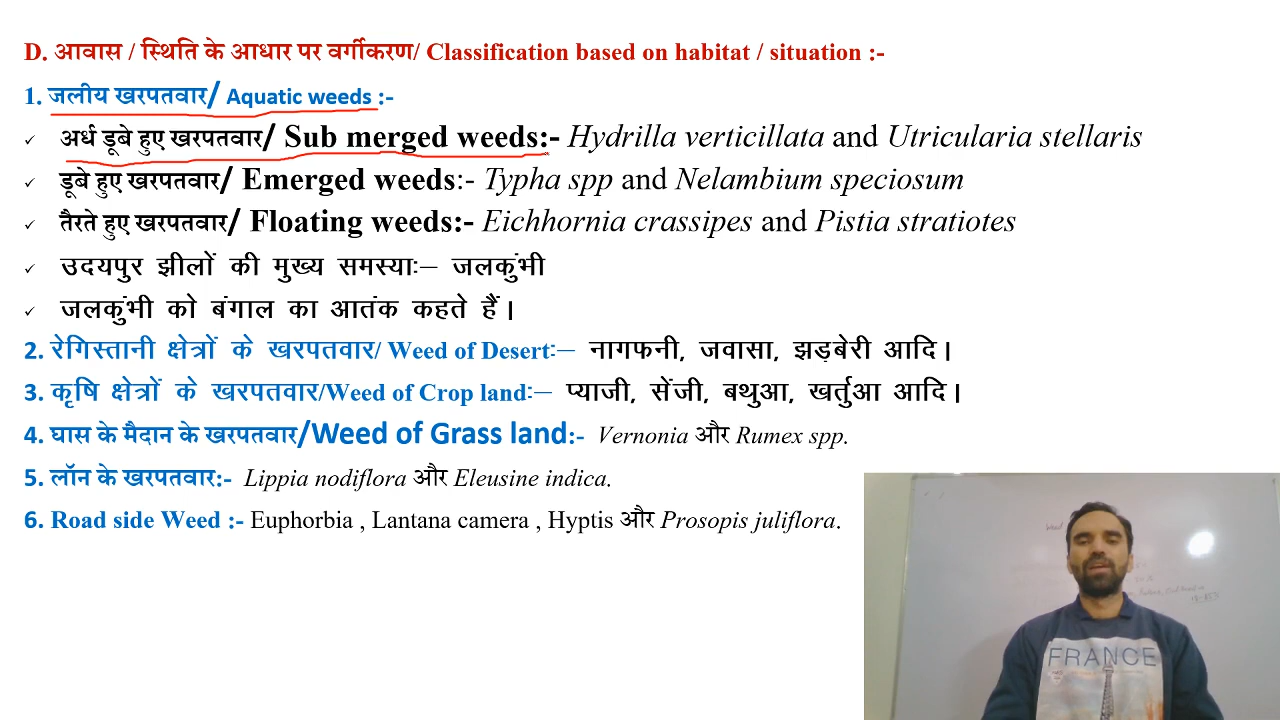 D. आवास / स्थिति के आधार पर वर्गीकरण/ Classification based on habitat / situation :-
1. जलीय खरपतवार/ Aquatic weeds :-
✓ अर्ध डूबे हुए खरपतवार/ Sub merged weeds:- Hydrilla verticillata and Utricularia stellaris
✓ डूबे हुए खरपतवार/ Emerged weeds:- Typha spp and Nelambium speciosum
✓ तैरते हुए खरपतवार/ Floating weeds:- Eichhornia crassipes and Pistia stratiotes
✓ उदयपुर झीलों की मुख्य समस्याः– जलकुंभी
✓ जलकुंभी को बंगाल का आतंक कहते हैं।
2. रेगिस्तानी क्षेत्रों के खरपतवार/ Weed of Desert:– नागफनी, जवासा, झड़बेरी आदि।
3. कृषि क्षेत्रों के खरपतवार/Weed of Crop land:– प्याजी, सेंजी, बथुआ, खर्तुआ आदि।
4. घास के मैदान के खरपतवार/Weed of Grass land:- Vernonia और Rumex spp.
5. लॉन के खरपतवार:- Lippia nodiflora और Eleusine indica.
6. Road side Weed :- Euphorbia , Lantana camera , Hyptis और Prosopis juliflora.
FRANCE